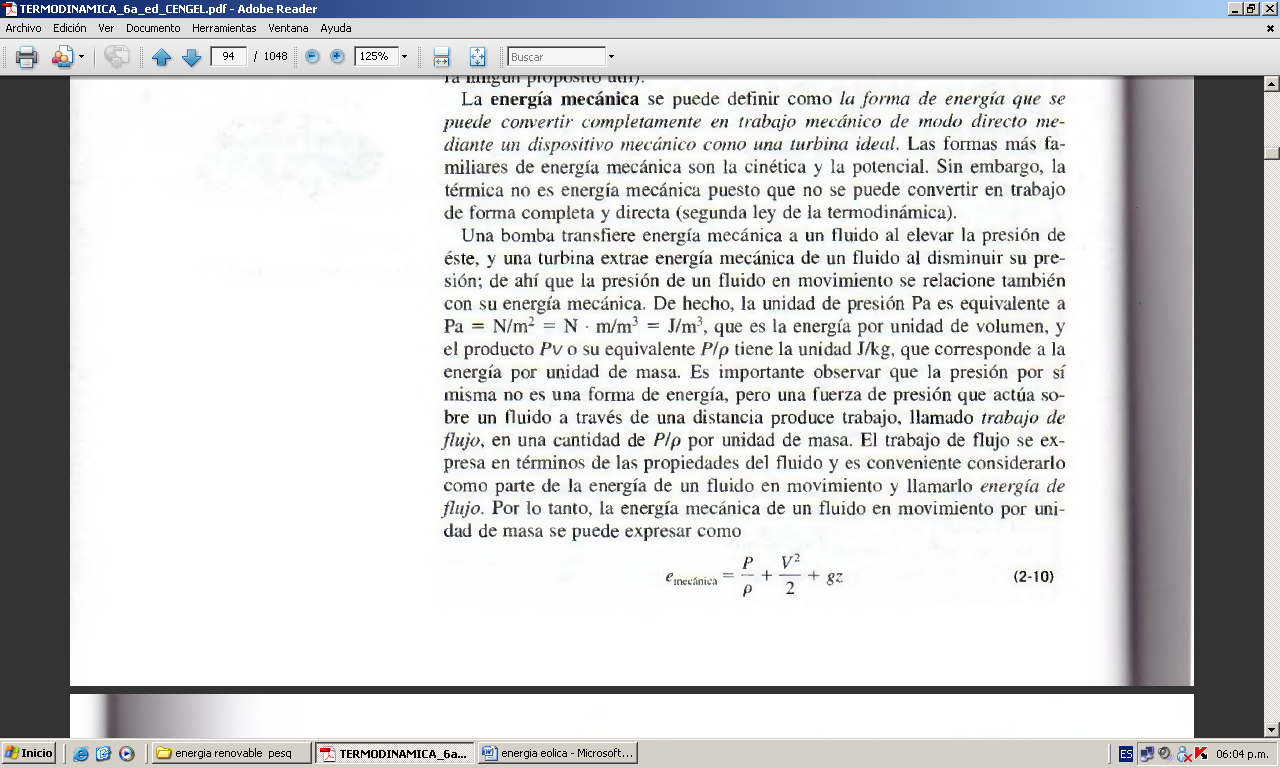 TERMODINAMICA_6a_ed_CENGEL.pdf - Adobe Reader
Archivo Edición Ver Documento Herramientas Ventana Ayuda
94 / 1048 125% Buscar
ra ningún propósito útil).
La energía mecánica se puede definir como la forma de energía que se
puede convertir completamente en trabajo mecánico de modo directo me-
diante un dispositivo mecánico como una turbina ideal. Las formas más fa-
miliares de energía mecánica son la cinética y la potencial. Sin embargo, la
térmica no es energía mecánica puesto que no se puede convertir en trabajo
de forma completa y directa (segunda ley de la termodinámica).
Una bomba transfiere energía mecánica a un fluido al elevar la presión de
éste, y una turbina extrae energía mecánica de un fluido al disminuir su pre-
sión; de ahí que la presión de un fluido en movimiento se relacione también
con su energía mecánica. De hecho, la unidad de presión Pa es equivalente a
Pa = N/m² = N · m/m³ = J/m³, que es la energía por unidad de volumen, y
el producto Pv o su equivalente P/ρ tiene la unidad J/kg, que corresponde a la
energía por unidad de masa. Es importante observar que la presión por sí
misma no es una forma de energía, pero una fuerza de presión que actúa so-
bre un fluido a través de una distancia produce trabajo, llamado trabajo de
flujo, en una cantidad de P/ρ por unidad de masa. El trabajo de flujo se ex-
presa en términos de las propiedades del fluido y es conveniente considerarlo
como parte de la energía de un fluido en movimiento y llamarlo energía de
flujo. Por lo tanto, la energía mecánica de un fluido en movimiento por uni-
dad de masa se puede expresar como
e mecánica = P/ρ + V²/2 + gz (2-10)
Inicio energia renovable pesq TERMODINAMICA_6a... energia eolica - Microsoft... ES 06:04 p.m.